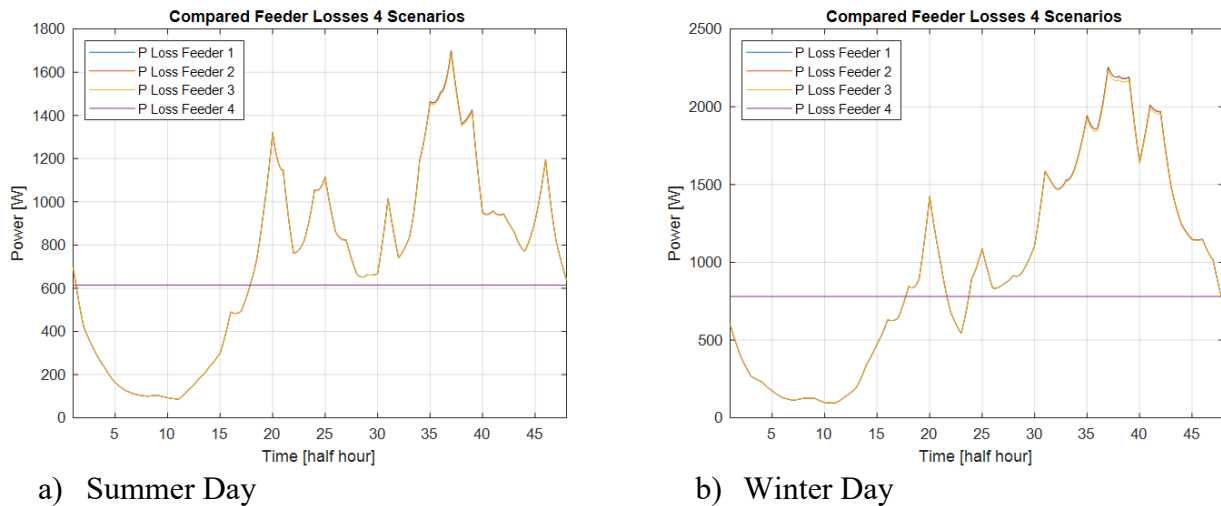 Compared Feeder Losses 4 Scenarios
1800
1600
1400
1200
1000
800
600
400
200
0
Power [W]
P Loss Feeder 1
P Loss Feeder 2
P Loss Feeder 3
P Loss Feeder 4
5 10 15 20 25 30 35 40 45
Time [half hour]
a) Summer Day
Compared Feeder Losses 4 Scenarios
2500
2000
1500
1000
500
0
Power [W]
P Loss Feeder 1
P Loss Feeder 2
P Loss Feeder 3
P Loss Feeder 4
5 10 15 20 25 30 35 40 45
Time [half hour]
b) Winter Day